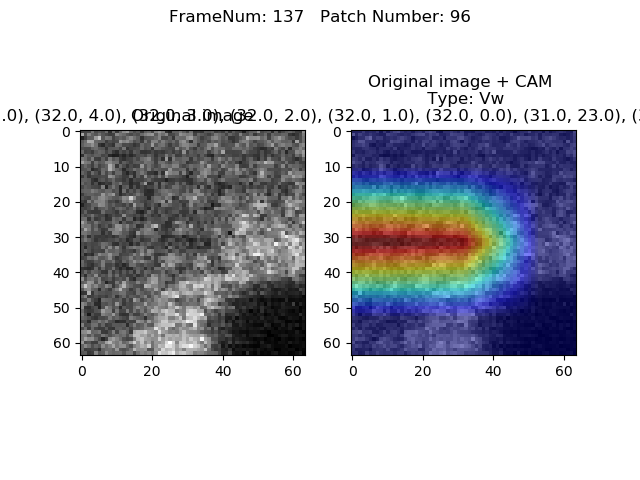 FrameNum: 137   Patch Number: 96
Original image + CAM
Type: Vw
.0), (32.0, 4.0), (32.0, 3.0), (32.0, 2.0), (32.0, 1.0), (32.0, 0.0), (31.0, 23.0), (3
Original image
0
10
20
30
40
50
60
0 20 40 60
0
10
20
30
40
50
60
0 20 40 60